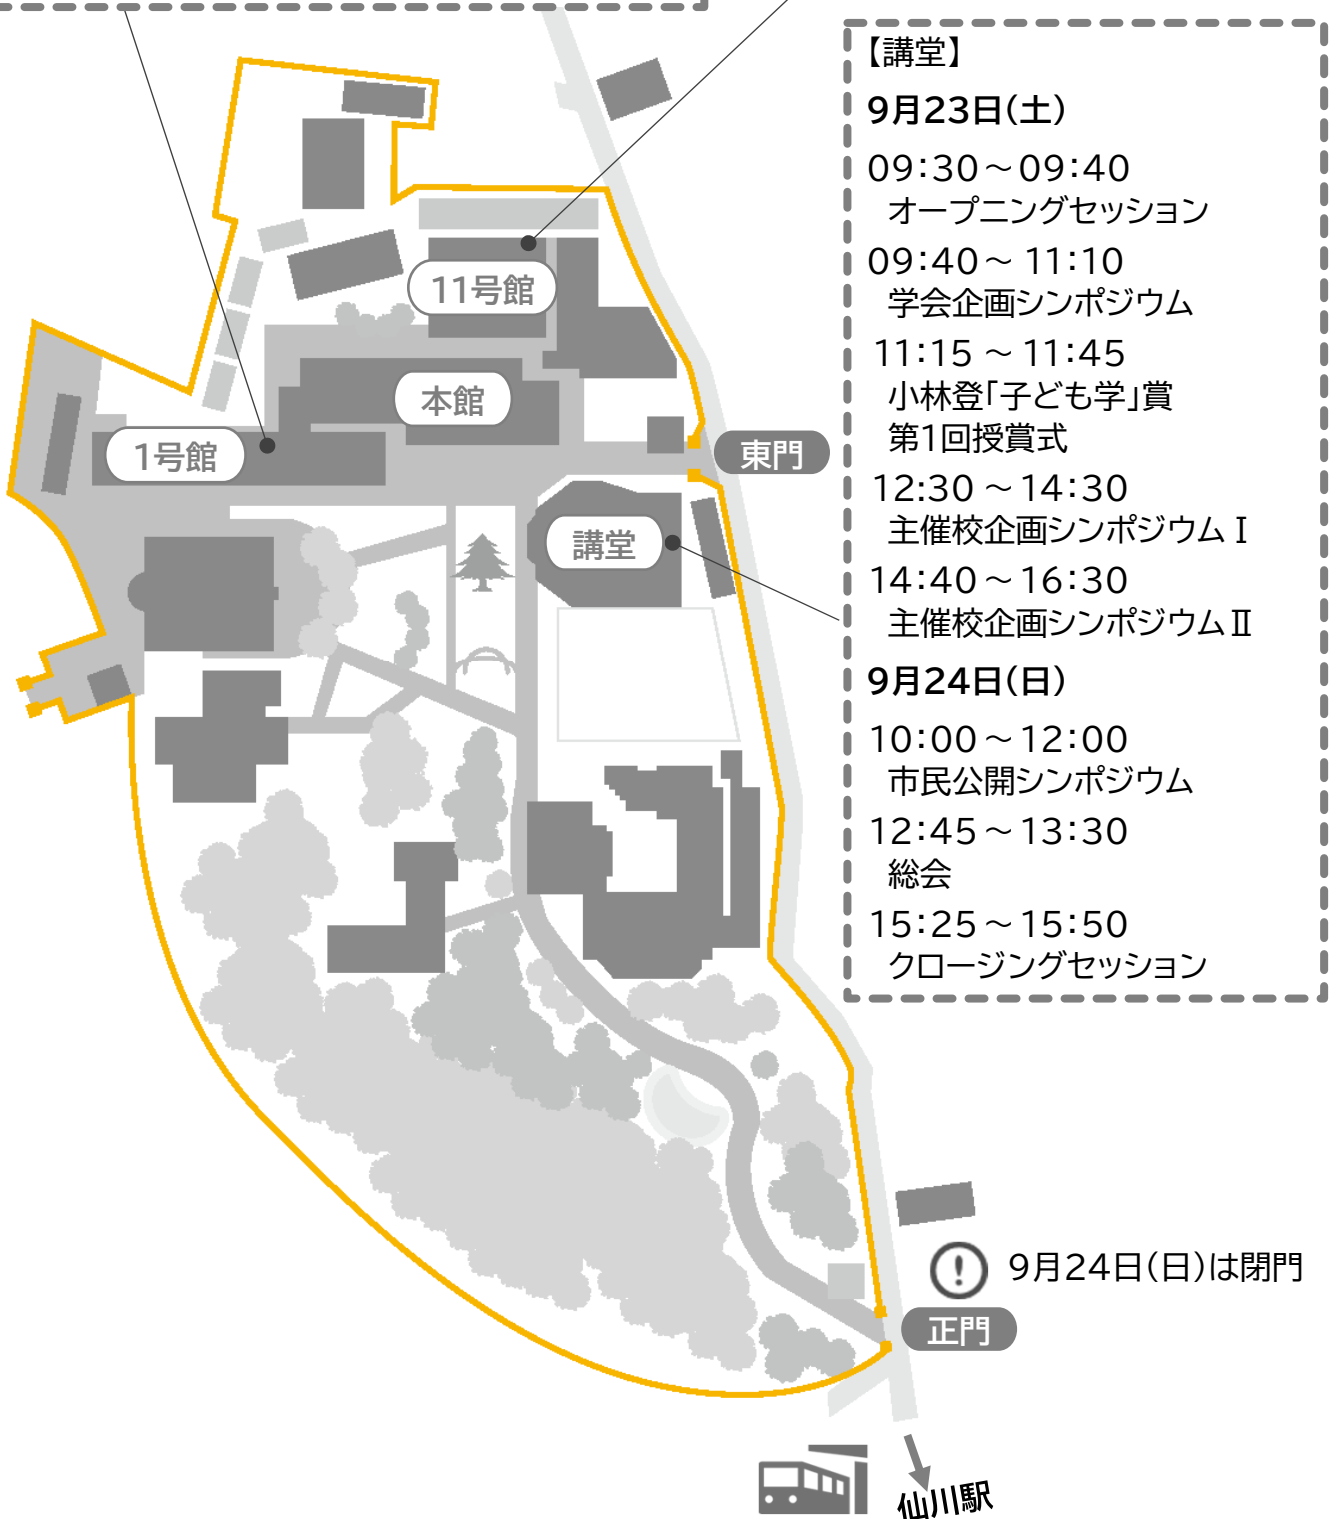 【講堂】
9月23日(土)
09:30～09:40
オープニングセッション
09:40～11:10
学会企画シンポジウム
11:15～11:45
小林登「子ども学」賞
第1回授賞式
12:30～14:30
主催校企画シンポジウムⅠ
14:40～16:30
主催校企画シンポジウムⅡ
9月24日(日)
10:00～12:00
市民公開シンポジウム
12:45～13:30
総会
15:25～15:50
クロージングセッション
11号館
本館
1号館
東門
講堂
9月24日(日)は閉門
正門
仙川駅